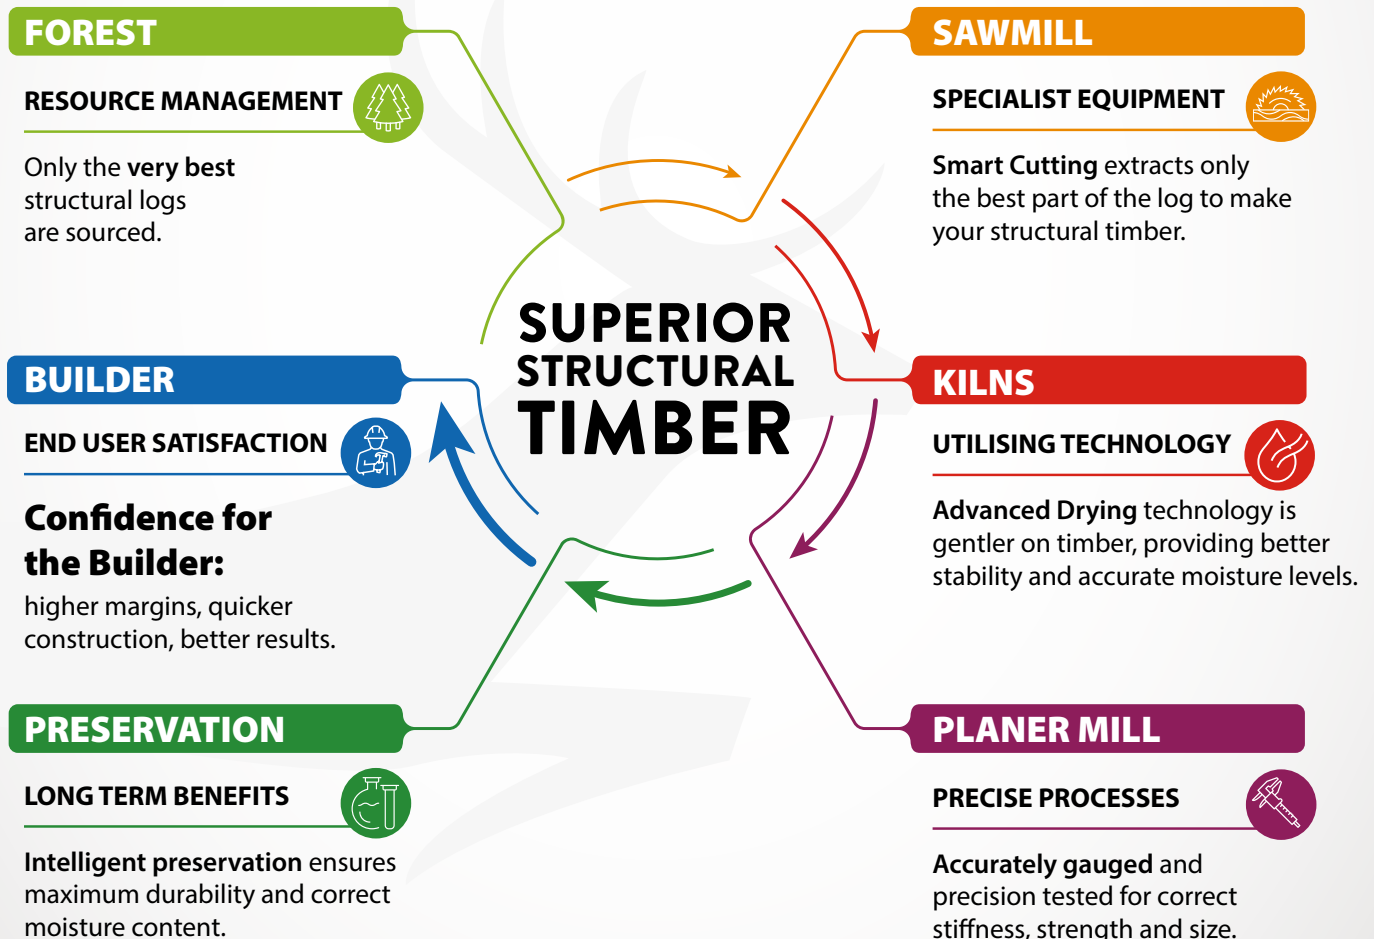 FOREST
RESOURCE MANAGEMENT
Only the very best
structural logs
are sourced.
SAWMILL
SPECIALIST EQUIPMENT
Smart Cutting extracts only
the best part of the log to make
your structural timber.
SUPERIOR
STRUCTURAL
TIMBER
BUILDER
END USER SATISFACTION
Confidence for
the Builder:
higher margins, quicker
construction, better results.
KILNS
UTILISING TECHNOLOGY
Advanced Drying technology is
gentler on timber, providing better
stability and accurate moisture levels.
PRESERVATION
LONG TERM BENEFITS
Intelligent preservation ensures
maximum durability and correct
moisture content.
PLANER MILL
PRECISE PROCESSES
Accurately gauged and
precision tested for correct
stiffness, strength and size.